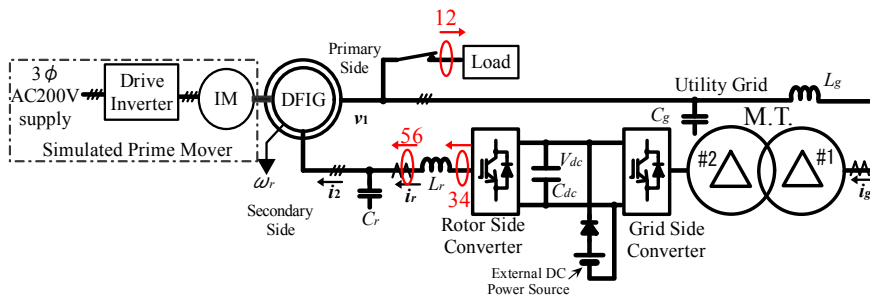 12
Primary
Side
Load
3ϕ
AC200V
supply
Drive
Inverter
IM
DFIG
Simulated Prime Mover
v1
Utility Grid
Lg
Cg
M.T.
#2
#1
ωr
56
34
i2
ir
Lr
Cr
Secondary
Side
Vdc
Cdc
ig
Rotor Side
Converter
Grid Side
Converter
External DC
Power Source